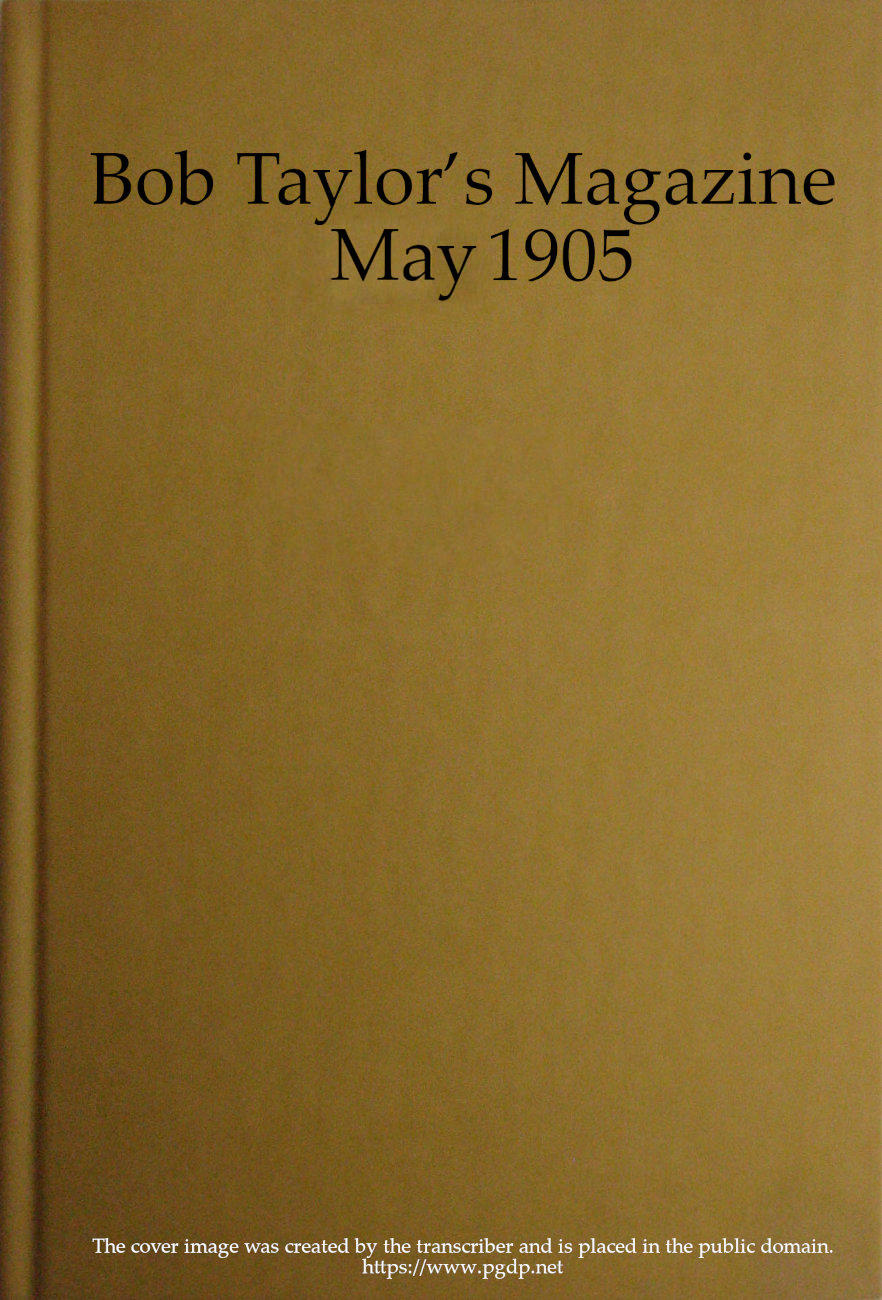 Bob Taylor’s Magazine
May 1905
The cover image was created by the transcriber and is placed in the public domain.
https://www.pgdp.net